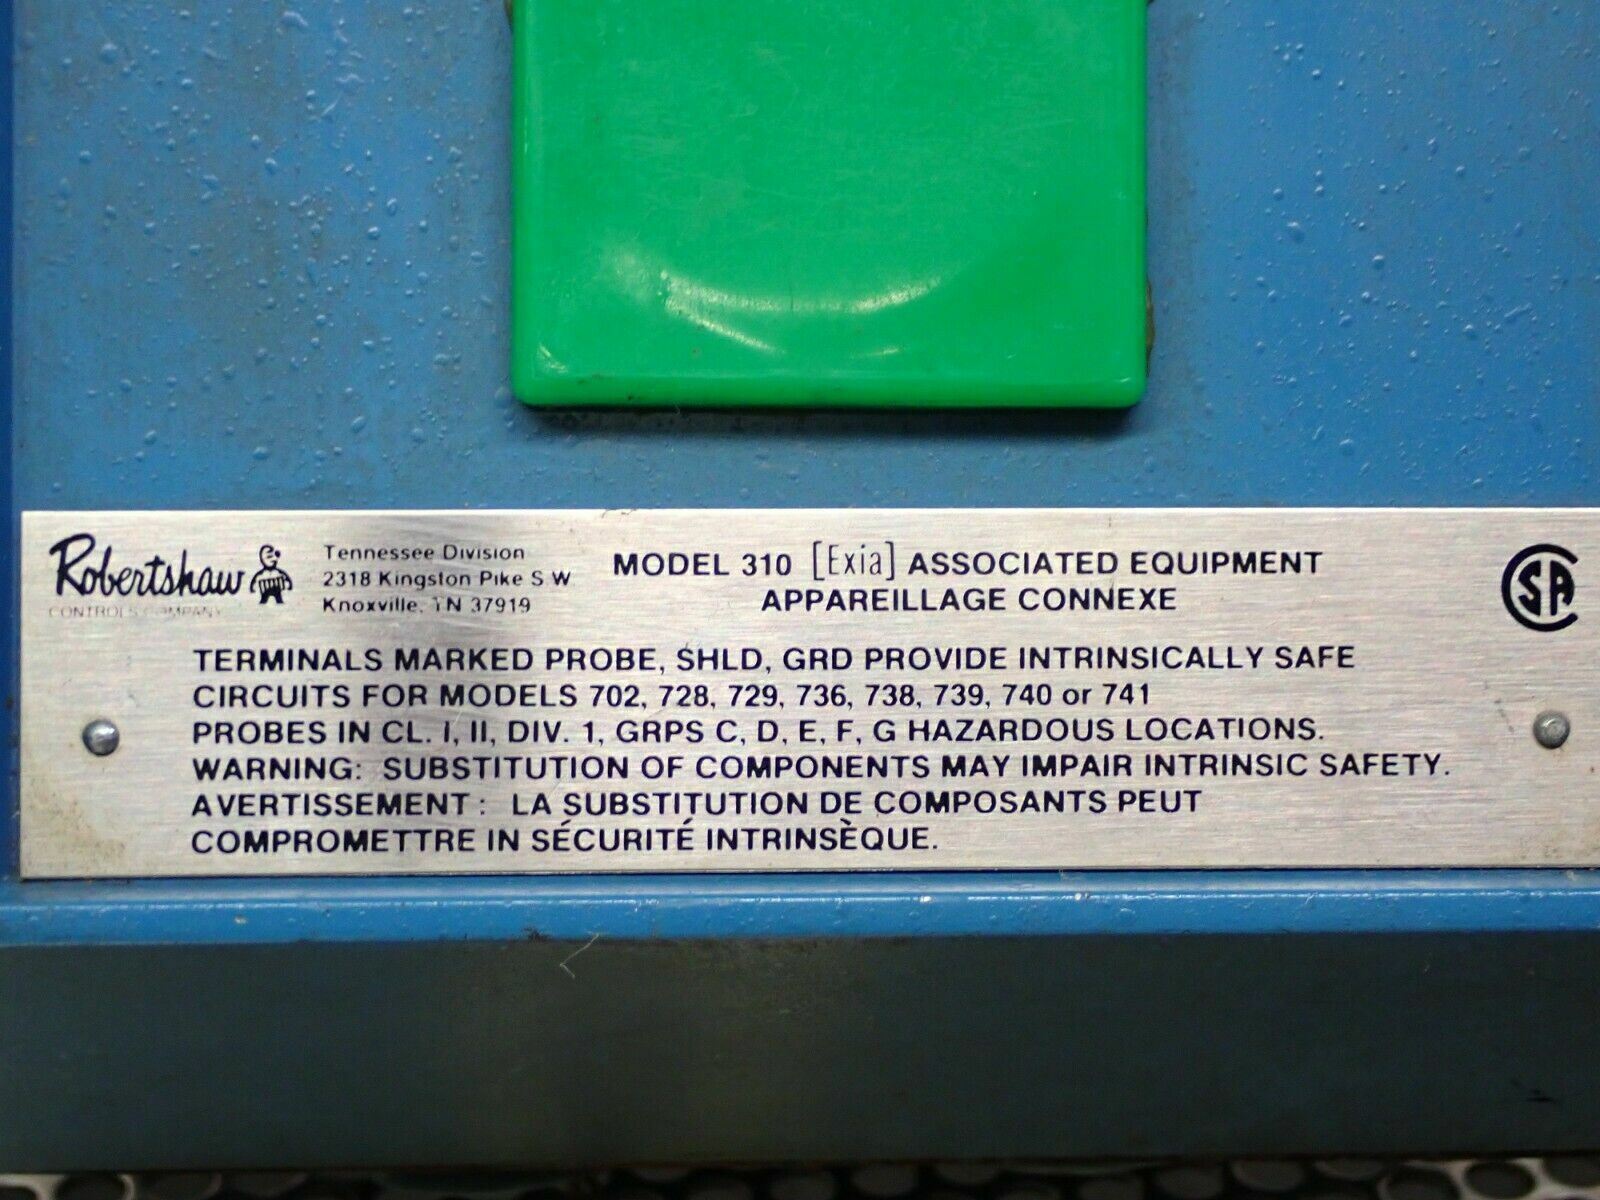 Robertshaw
CONTROLS COMPANY
Tennessee Division
2318 Kingston Pike S W
Knoxville, TN 37919
MODEL 310 [Exia] ASSOCIATED EQUIPMENT
APPAREILLAGE CONNEXE
CSA
TERMINALS MARKED PROBE, SHLD, GRD PROVIDE INTRINSICALLY SAFE
CIRCUITS FOR MODELS 702, 728, 729, 736, 738, 739, 740 or 741
PROBES IN CL. I, II, DIV. 1, GRPS C, D, E, F, G HAZARDOUS LOCATIONS.
WARNING: SUBSTITUTION OF COMPONENTS MAY IMPAIR INTRINSIC SAFETY.
AVERTISSEMENT : LA SUBSTITUTION DE COMPOSANTS PEUT
COMPROMETTRE IN SÉCURITÉ INTRINSÈQUE.